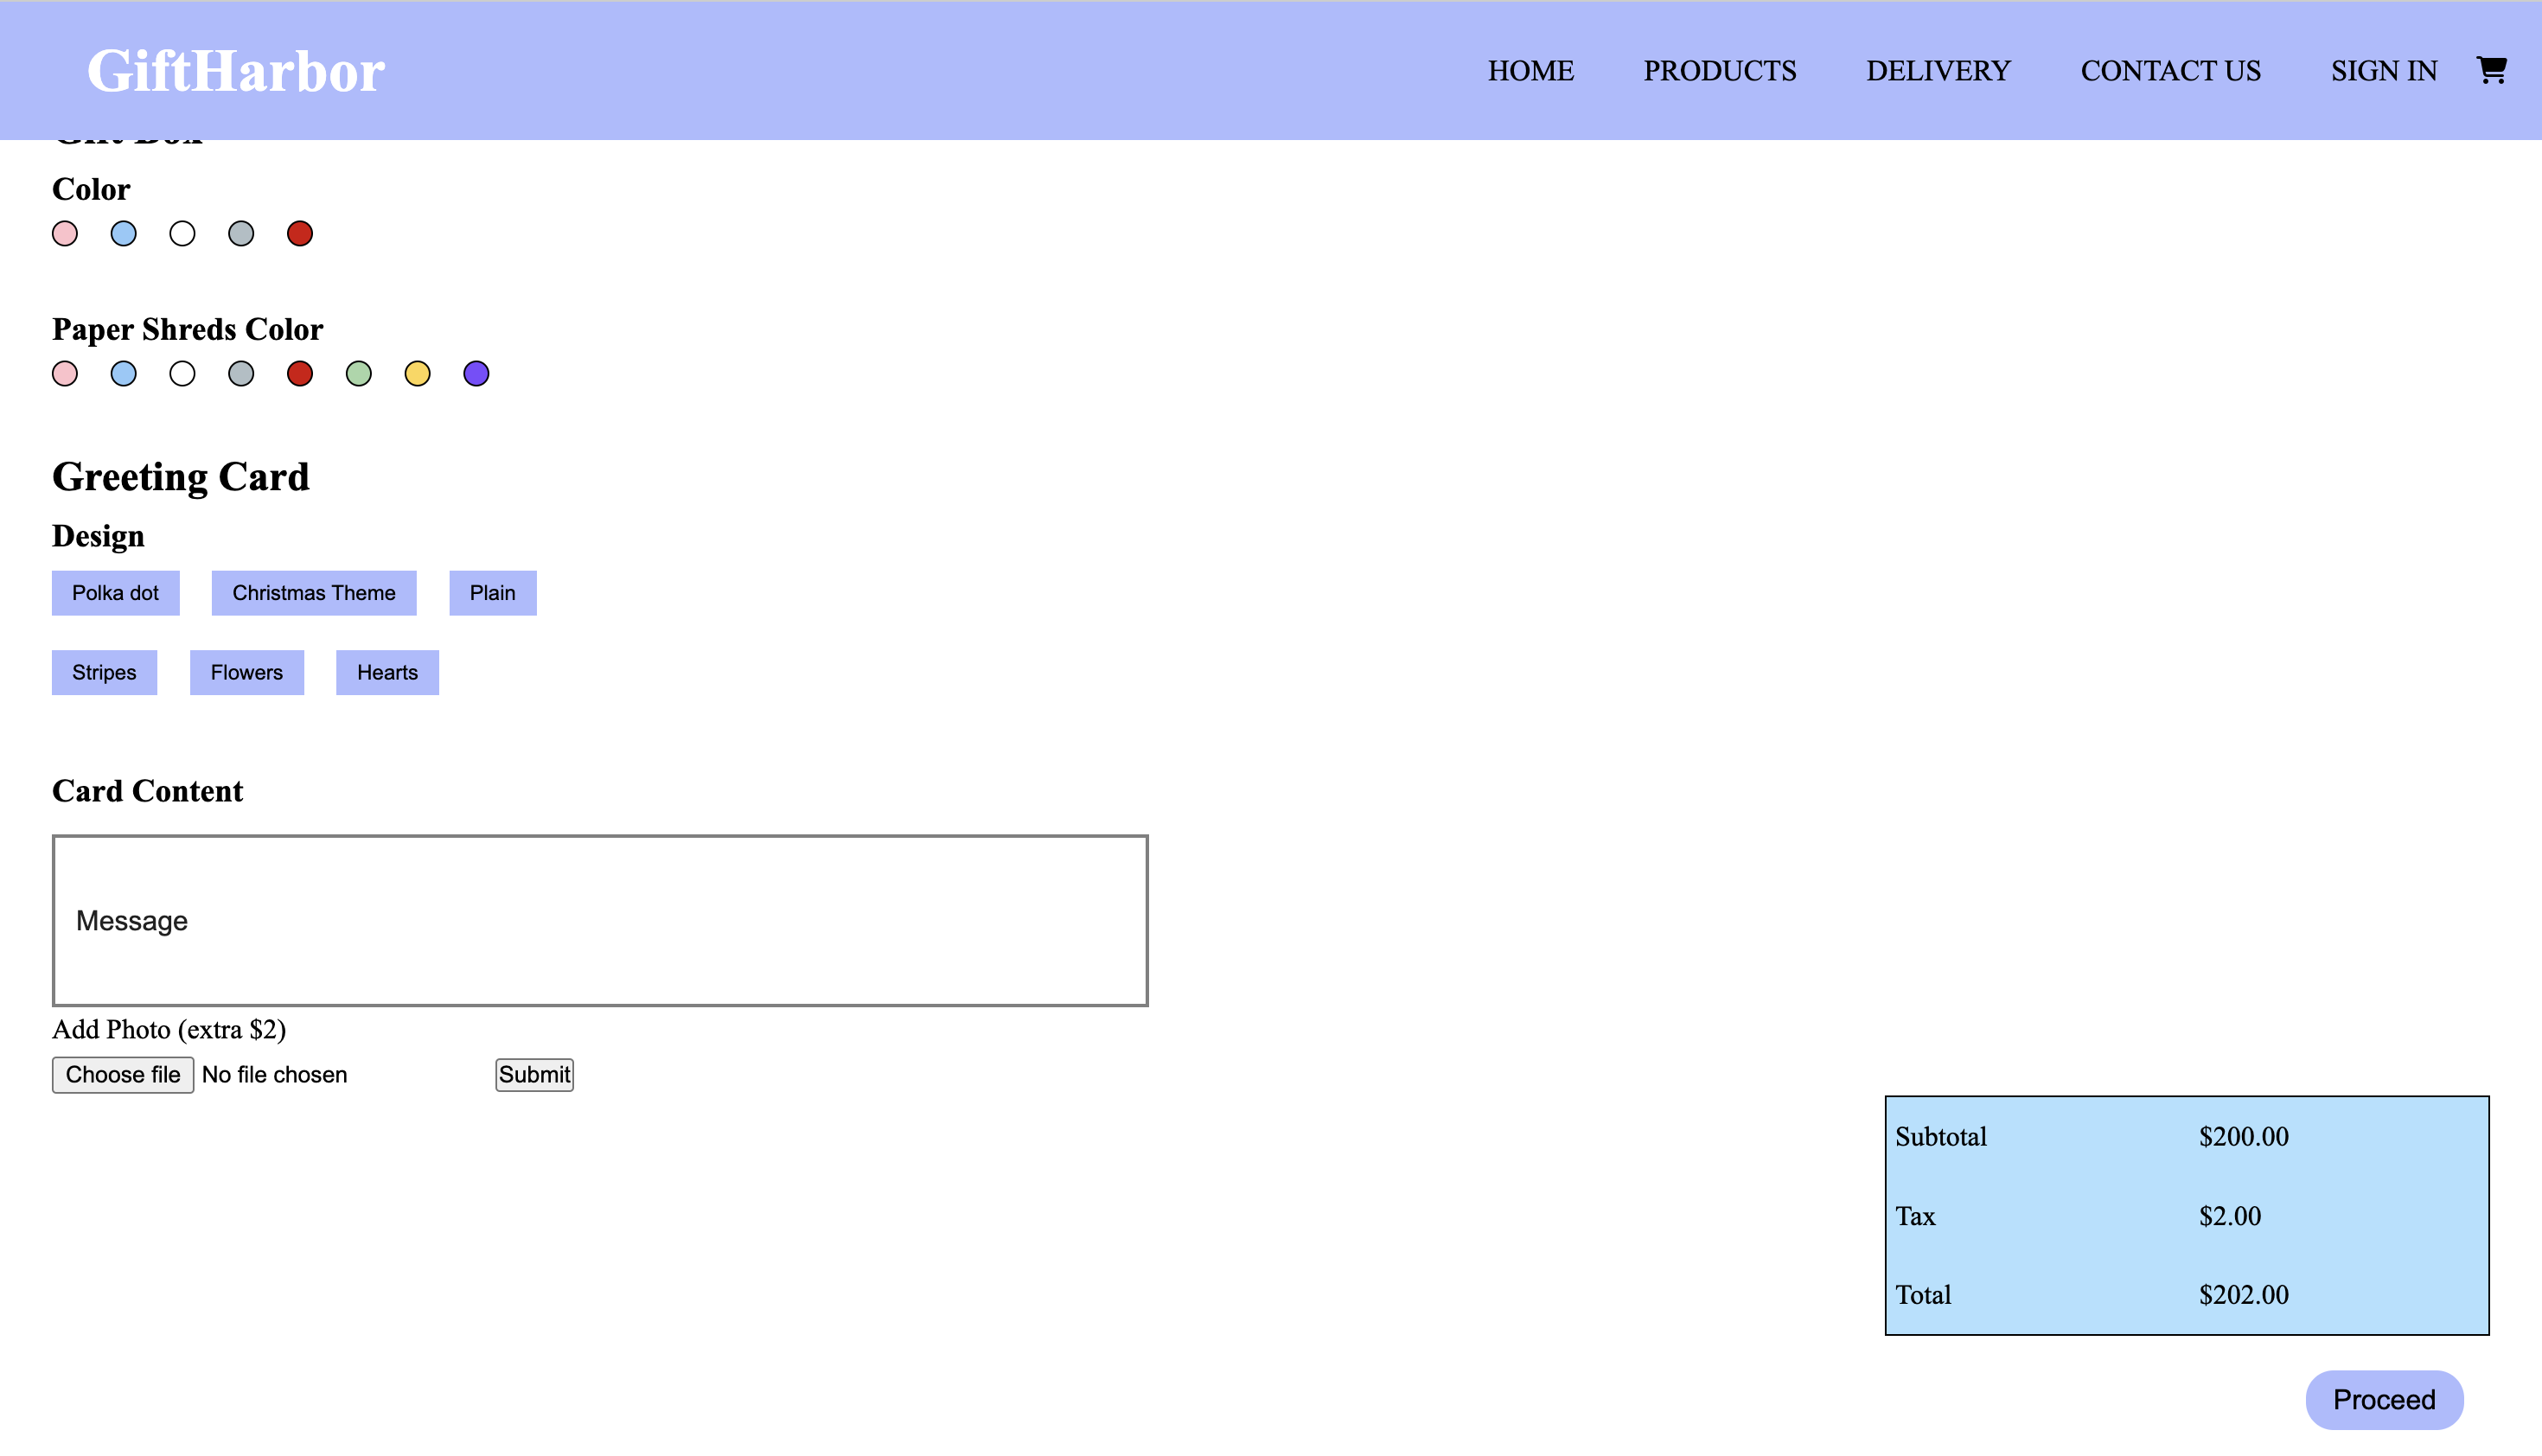 GiftHarbor HOME PRODUCTS DELIVERY CONTACT US SIGN IN
Gift Box
Color
Paper Shreds Color
Greeting Card
Design
Polka dot Christmas Theme Plain
Stripes Flowers Hearts
Card Content
Message
Add Photo (extra $2)
Choose file No file chosen Submit
Subtotal $200.00
Tax $2.00
Total $202.00
Proceed